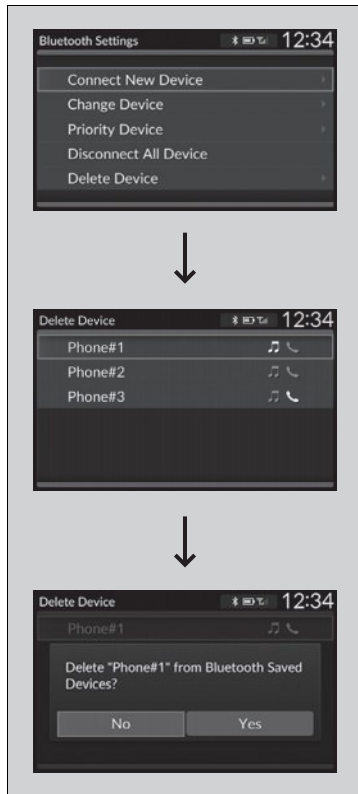 Bluetooth Settings 12:34
Connect New Device
Change Device
Priority Device
Disconnect All Device
Delete Device
Delete Device 12:34
Phone#1
Phone#2
Phone#3
Delete Device 12:34
Phone#1
Delete "Phone#1" from Bluetooth Saved
Devices?
No Yes